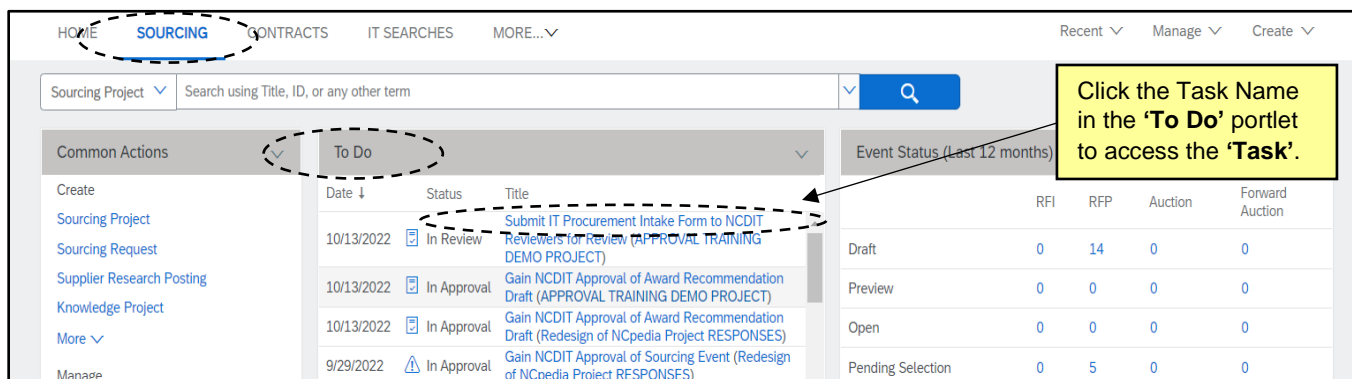 HOME SOURCING CONTRACTS IT SEARCHES MORE... Recent Manage Create
Sourcing Project Search using Title, ID, or any other term
Click the Task Name
in the ‘To Do’ portlet
to access the ‘Task’.
Common Actions
Create
Sourcing Project
Sourcing Request
Supplier Research Posting
Knowledge Project
More
Manage
To Do
Date ↓ Status Title
10/13/2022 In Review Submit IT Procurement Intake Form to NCDIT
Reviewers for Review (APPROVAL TRAINING
DEMO PROJECT)
10/13/2022 In Approval Gain NCDIT Approval of Award Recommendation
Draft (APPROVAL TRAINING DEMO PROJECT)
10/13/2022 In Approval Gain NCDIT Approval of Award Recommendation
Draft (Redesign of NCpedia Project RESPONSES)
9/29/2022 In Approval Gain NCDIT Approval of Sourcing Event (Redesign
of NCpedia Project RESPONSES)
Event Status (Last 12 months)
RFI RFP Auction Forward
Auction
Draft 0 14 0 0
Preview 0 0 0 0
Open 0 0 0 0
Pending Selection 0 5 0 0